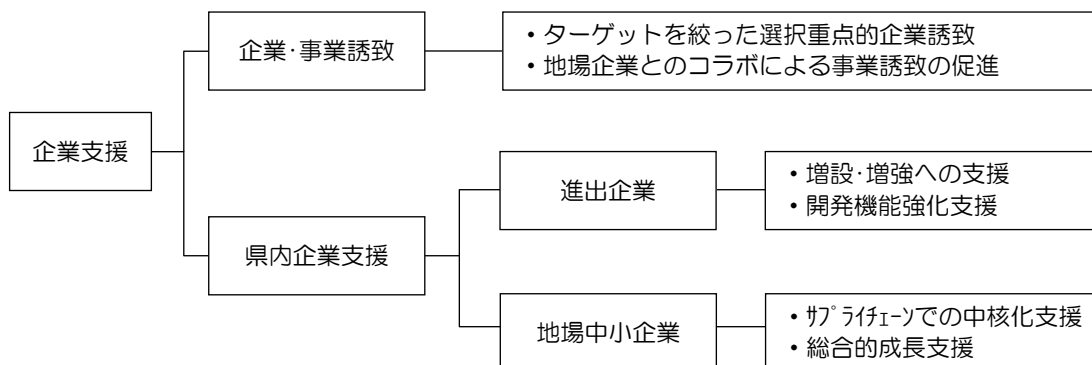 企業支援
企業･事業誘致
・ターゲットを絞った選択重点的企業誘致
・地場企業とのコラボによる事業誘致の促進
県内企業支援
進出企業
・増設･増強への支援
・開発機能強化支援
地場中小企業
・ｻﾌﾟﾗｲﾁｪｰﾝでの中核化支援
・総合的成長支援